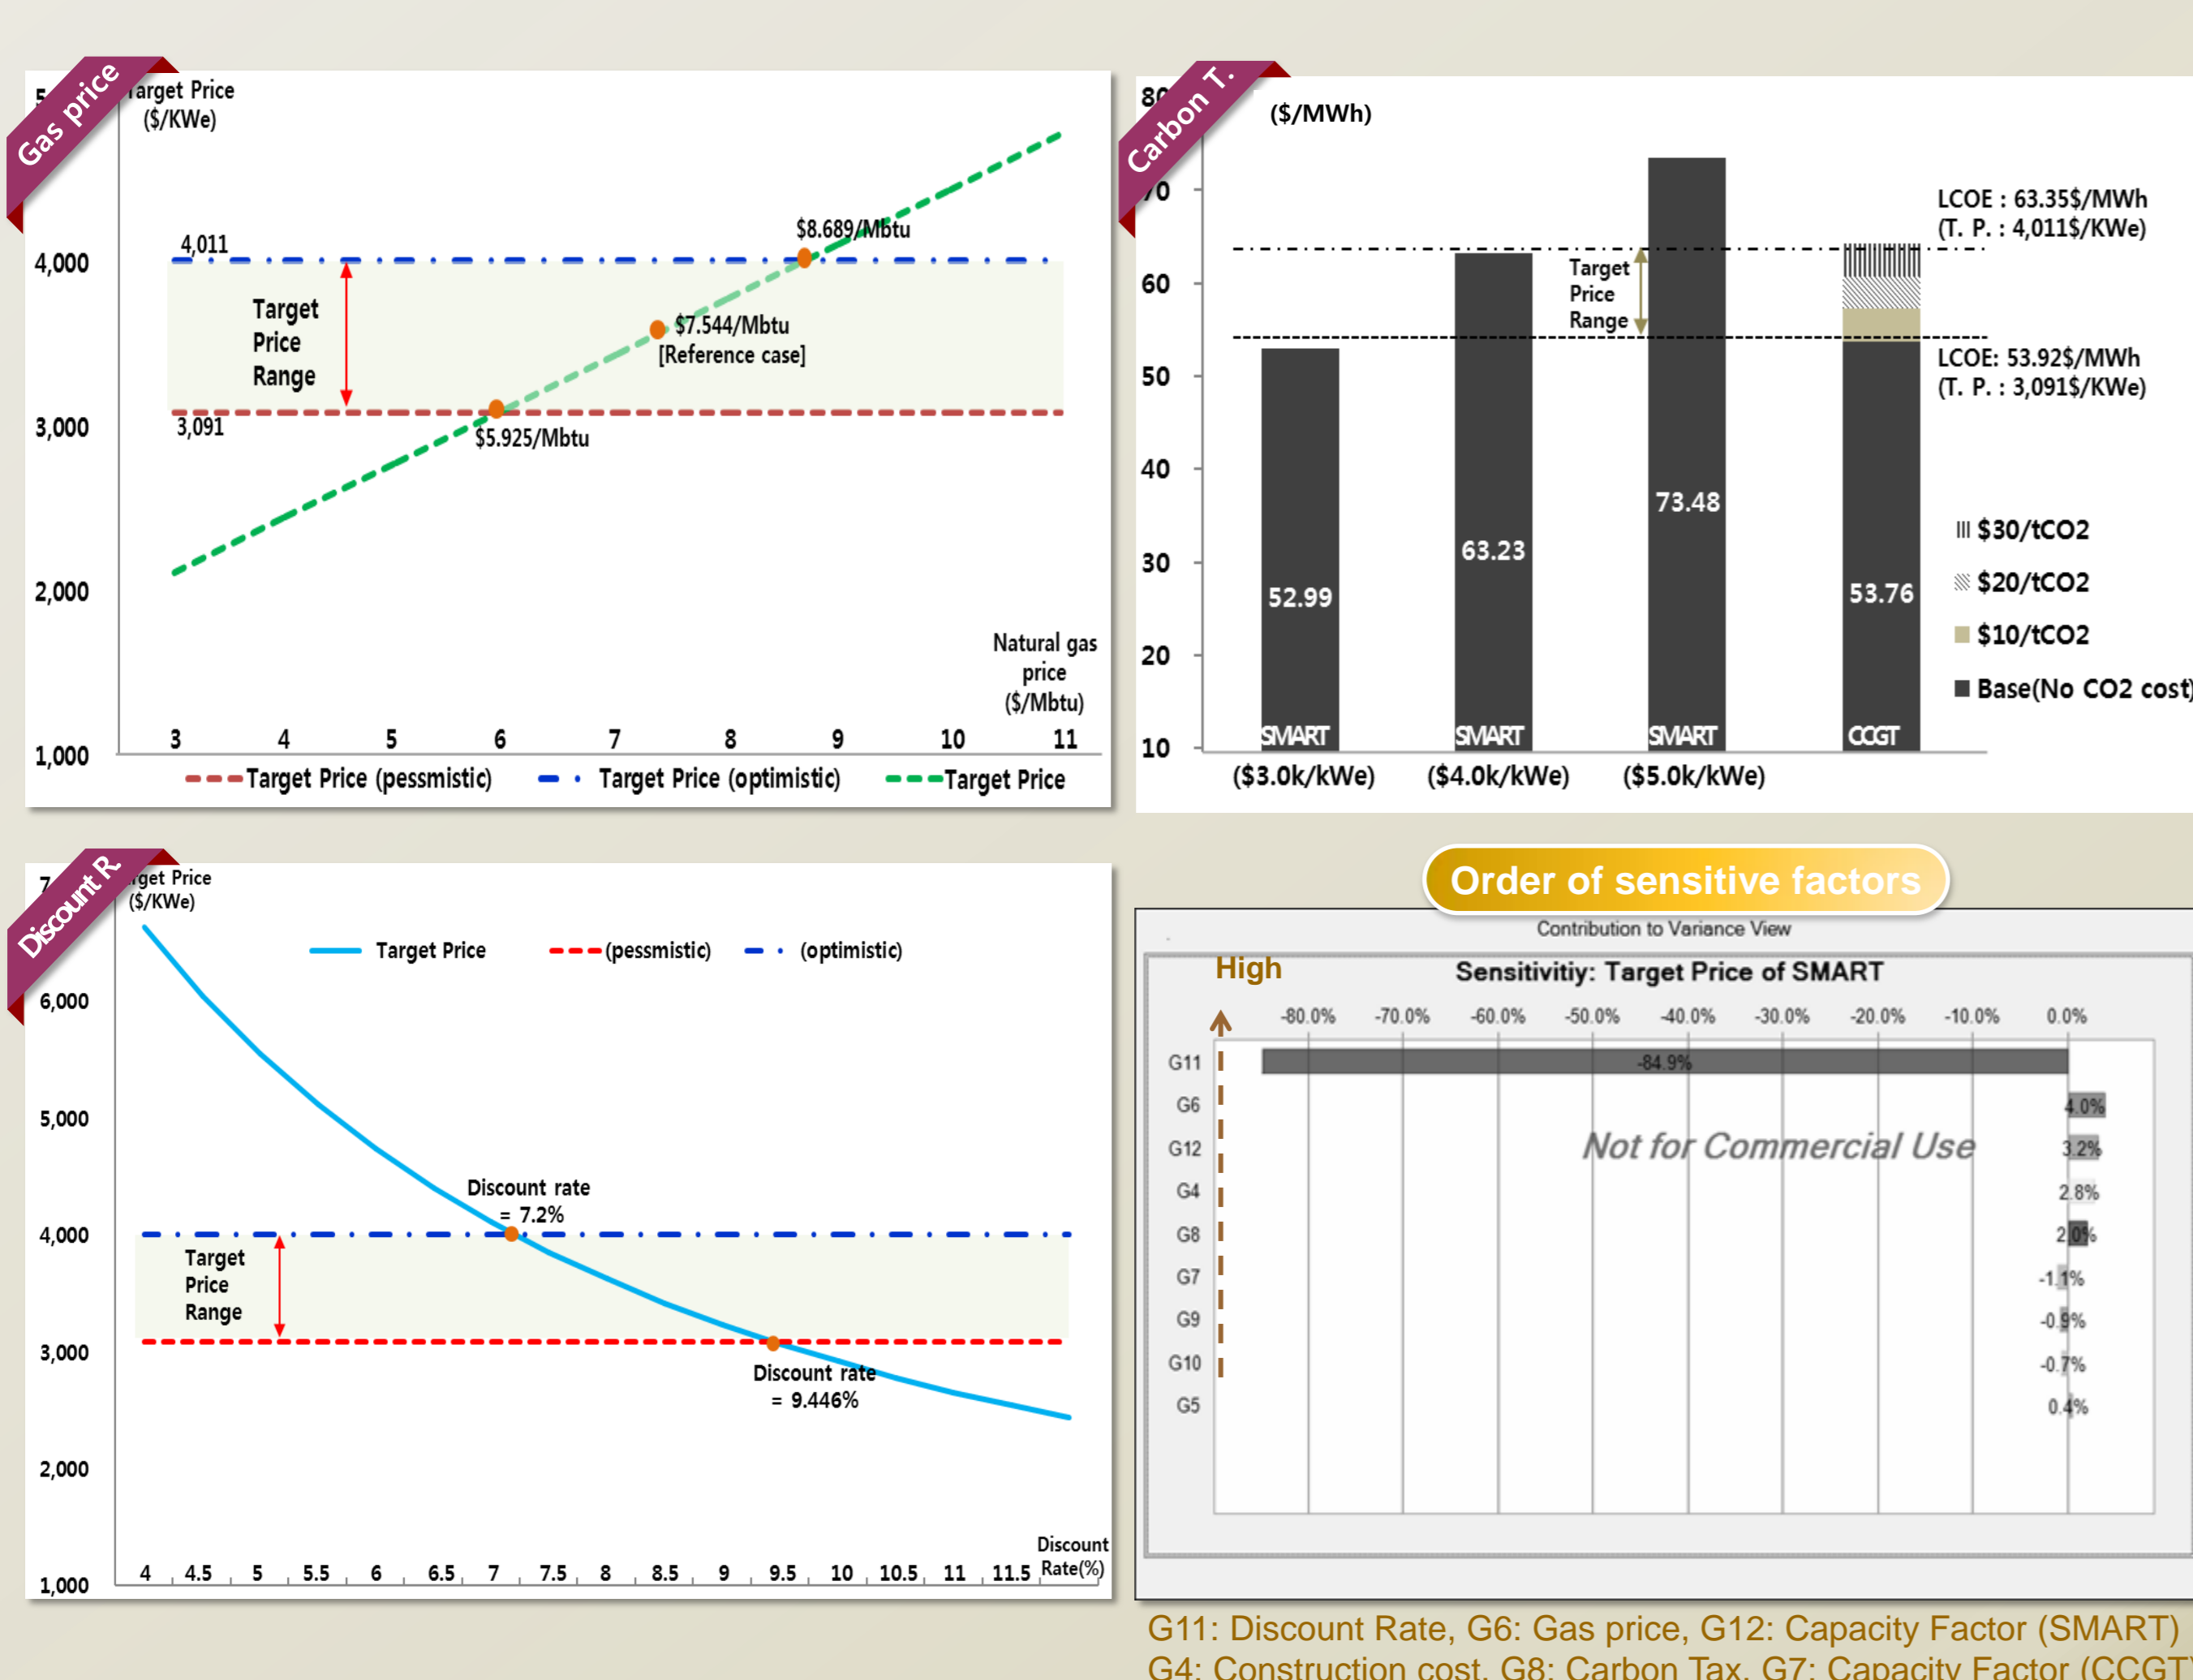 Gas price
Target Price
($/KWe)
4,011
$8.689/Mbtu
4,000
Target
Price
Range
$7.544/Mbtu
[Reference case]
3,091
3,000
$5.925/Mbtu
2,000
Natural gas
price
($/Mbtu)
1,000
3 4 5 6 7 8 9 10 11
Target Price (pessmistic) Target Price (optimistic) Target Price
Carbon T.
80
($/MWh)
70
LCOE : 63.35$/MWh
(T. P. : 4,011$/KWe)
60
Target
Price
Range
LCOE: 53.92$/MWh
(T. P. : 3,091$/KWe)
50
40
30
20
10
73.48
63.23
52.99
53.76
$30/tCO2
$20/tCO2
$10/tCO2
Base(No CO2 cost)
SMART SMART SMART CCGT
($3.0k/kWe) ($4.0k/kWe) ($5.0k/kWe)
Discount R.
rget Price
($/KWe)
Target Price (pessmistic) (optimistic)
6,000
5,000
Discount rate
= 7.2%
4,000
Target
Price
Range
3,000
Discount rate
= 9.446%
2,000
Discount
Rate(%)
1,000
4 4.5 5 5.5 6 6.5 7 7.5 8 8.5 9 9.5 10 10.5 11 11.5
Order of sensitive factors
Contribution to Variance View
High
Sensitivitiy: Target Price of SMART
-80.0% -70.0% -60.0% -50.0% -40.0% -30.0% -20.0% -10.0% 0.0%
G11 -84.9%
G6 4.0%
G12 3.2%
Not for Commercial Use
G4 2.8%
G8 2.0%
G7 -1.1%
G9 -0.9%
G10 -0.7%
G5 0.4%
G11: Discount Rate, G6: Gas price, G12: Capacity Factor (SMART)
G4: Construction cost, G8: Carbon Tax, G7: Capacity Factor (CCGT)